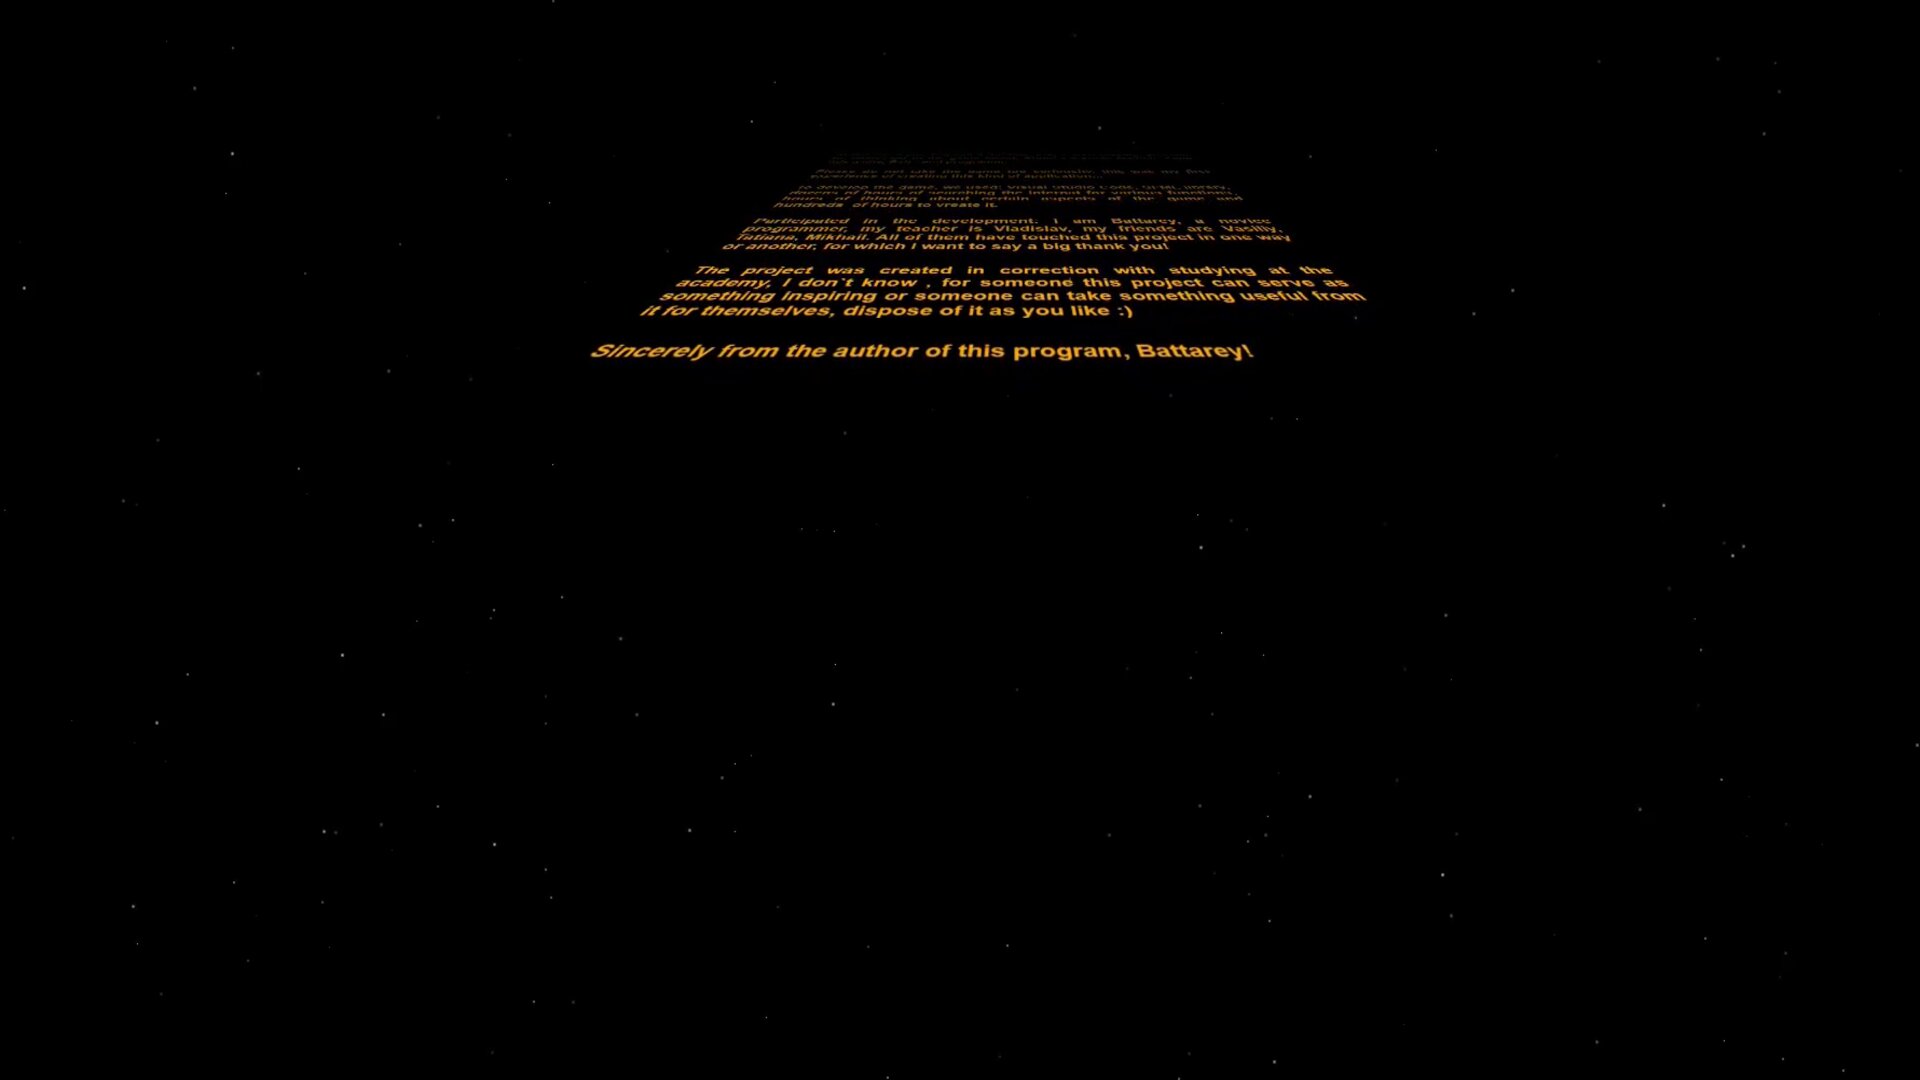 Please do not take the game too seriously, this was my first
experience of creating this kind of application...
To develop the game, we used: Visual Studio Code, library,
dozens of hours of searching the internet for various functions,
hours of thinking about certain aspects of the game and
hundreds of hours to vreate it.
Participated in the development. I am Battarey, a novice
programmer, my teacher is Vladislav, my friends are Vasiliy,
Tatiana, Mikhail. All of them have touched this project in one way
or another, for which I want to say a big thank you!
The project was created in correction with studying at the
academy, I don`t know , for someone this project can serve as
something inspiring or someone can take something useful from
it for themselves, dispose of it as you like :)
Sincerely from the author of this program, Battarey!